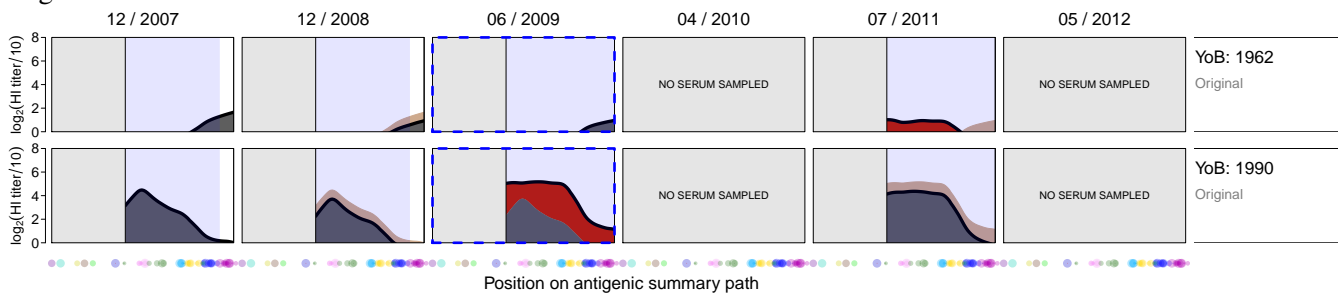 12 / 2007 12 / 2008 06 / 2009 04 / 2010 07 / 2011 05 / 2012
log₂(HI titer/10)
8
6
4
2
0
NO SERUM SAMPLED
NO SERUM SAMPLED
YoB: 1962
Original
log₂(HI titer/10)
8
6
4
2
0
NO SERUM SAMPLED
NO SERUM SAMPLED
YoB: 1990
Original
Position on antigenic summary path